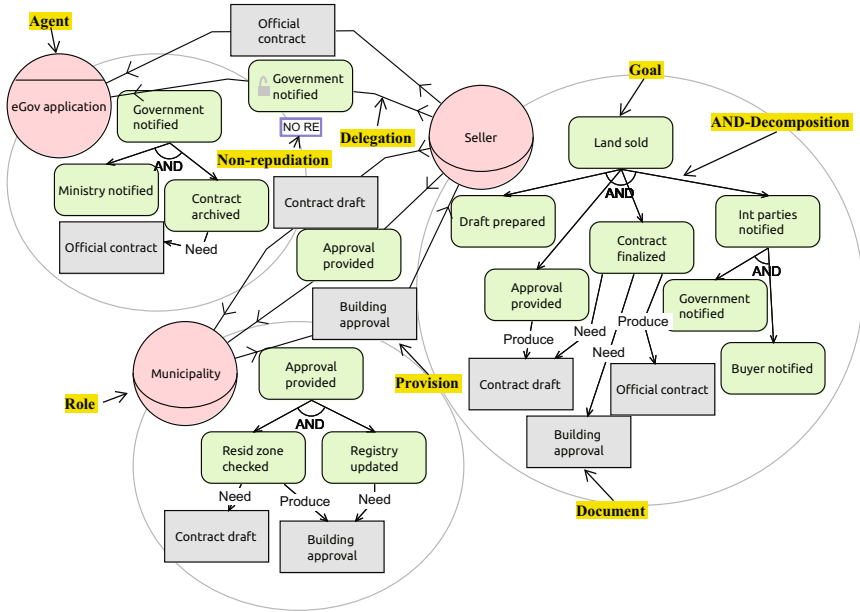 Official
contract
Agent
eGov application
Government
notified
Government
notified
NO RE
Non-repudiation
Delegation
AND
Ministry notified
Contract
archived
Official contract
Need
Contract draft
Approval
provided
Building
approval
Seller
Goal
AND-Decomposition
Land sold
AND
Draft prepared
Contract
finalized
Int parties
notified
AND
Approval
provided
Government
notified
Produce
Need
Produce
Need
Buyer notified
Contract draft
Official contract
Building
approval
Document
Municipality
Role
Provision
Approval
provided
AND
Resid zone
checked
Registry
updated
Need
Produce
Need
Contract draft
Building
approval